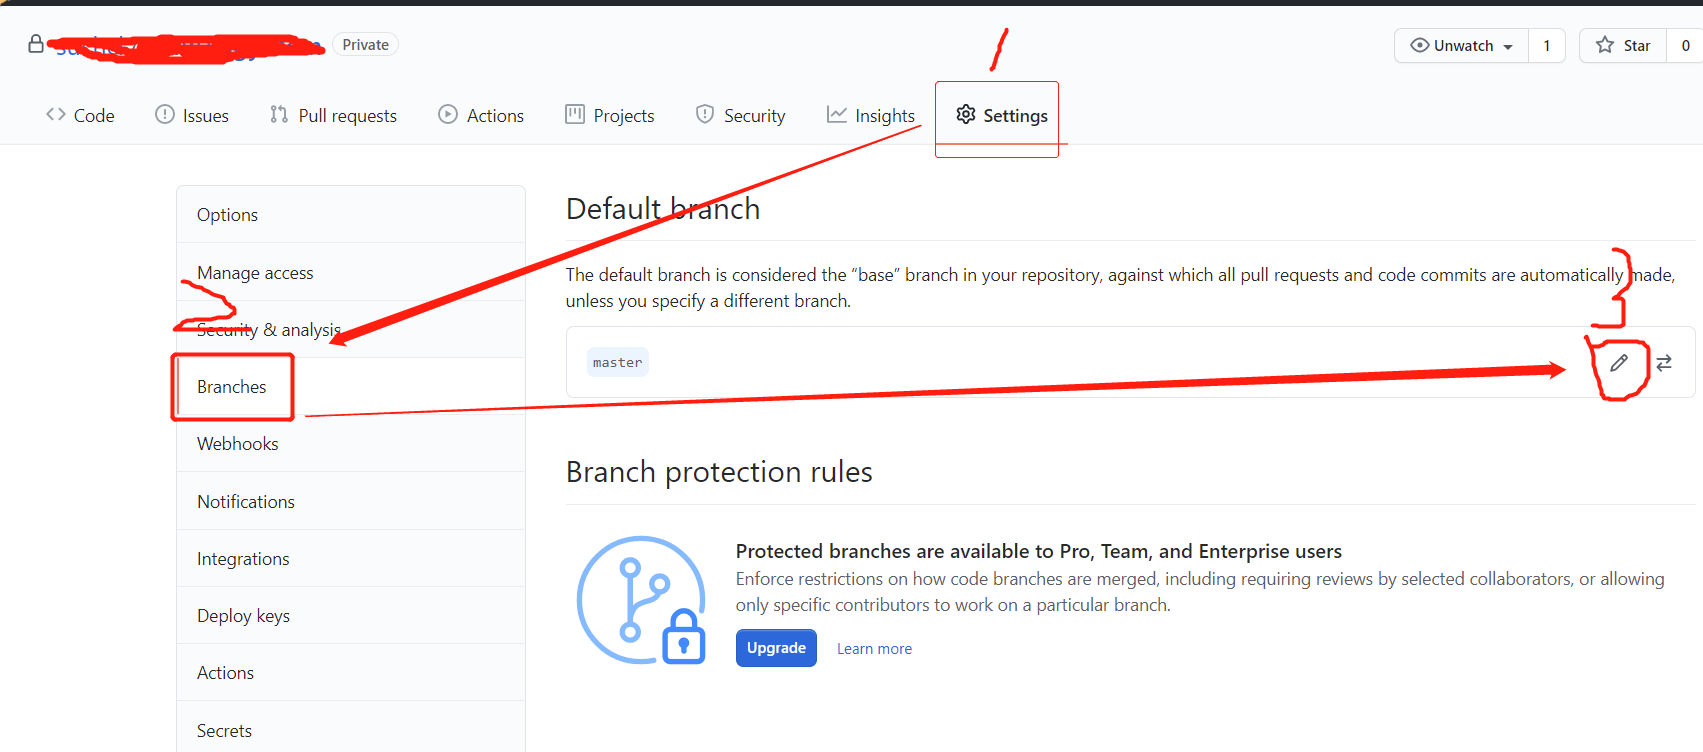 Private
Unwatch 1 Star 0
1
Code Issues Pull requests Actions Projects Security Insights Settings
Options
Manage access
2
Security & analysis
Branches
Webhooks
Notifications
Integrations
Deploy keys
Actions
Secrets
Default branch
The default branch is considered the “base” branch in your repository, against which all pull requests and code commits are automatically made,
unless you specify a different branch.
3
master
Branch protection rules
Protected branches are available to Pro, Team, and Enterprise users
Enforce restrictions on how code branches are merged, including requiring reviews by selected collaborators, or allowing
only specific contributors to work on a particular branch.
Upgrade Learn more